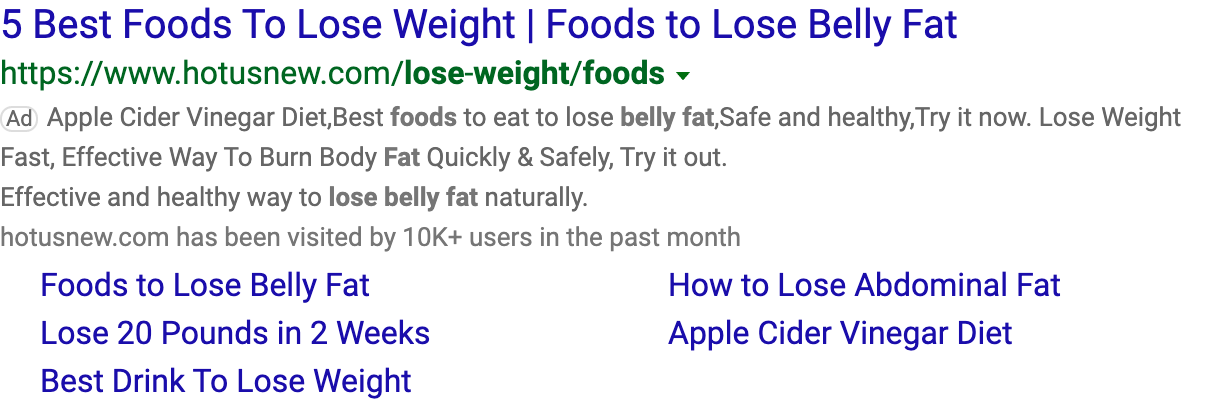 5 Best Foods To Lose Weight | Foods to Lose Belly Fat
https://www.hotusnew.com/lose-weight/foods
Ad Apple Cider Vinegar Diet,Best foods to eat to lose belly fat,Safe and healthy,Try it now. Lose Weight
Fast, Effective Way To Burn Body Fat Quickly & Safely, Try it out.
Effective and healthy way to lose belly fat naturally.
hotusnew.com has been visited by 10K+ users in the past month
Foods to Lose Belly Fat
How to Lose Abdominal Fat
Lose 20 Pounds in 2 Weeks
Apple Cider Vinegar Diet
Best Drink To Lose Weight